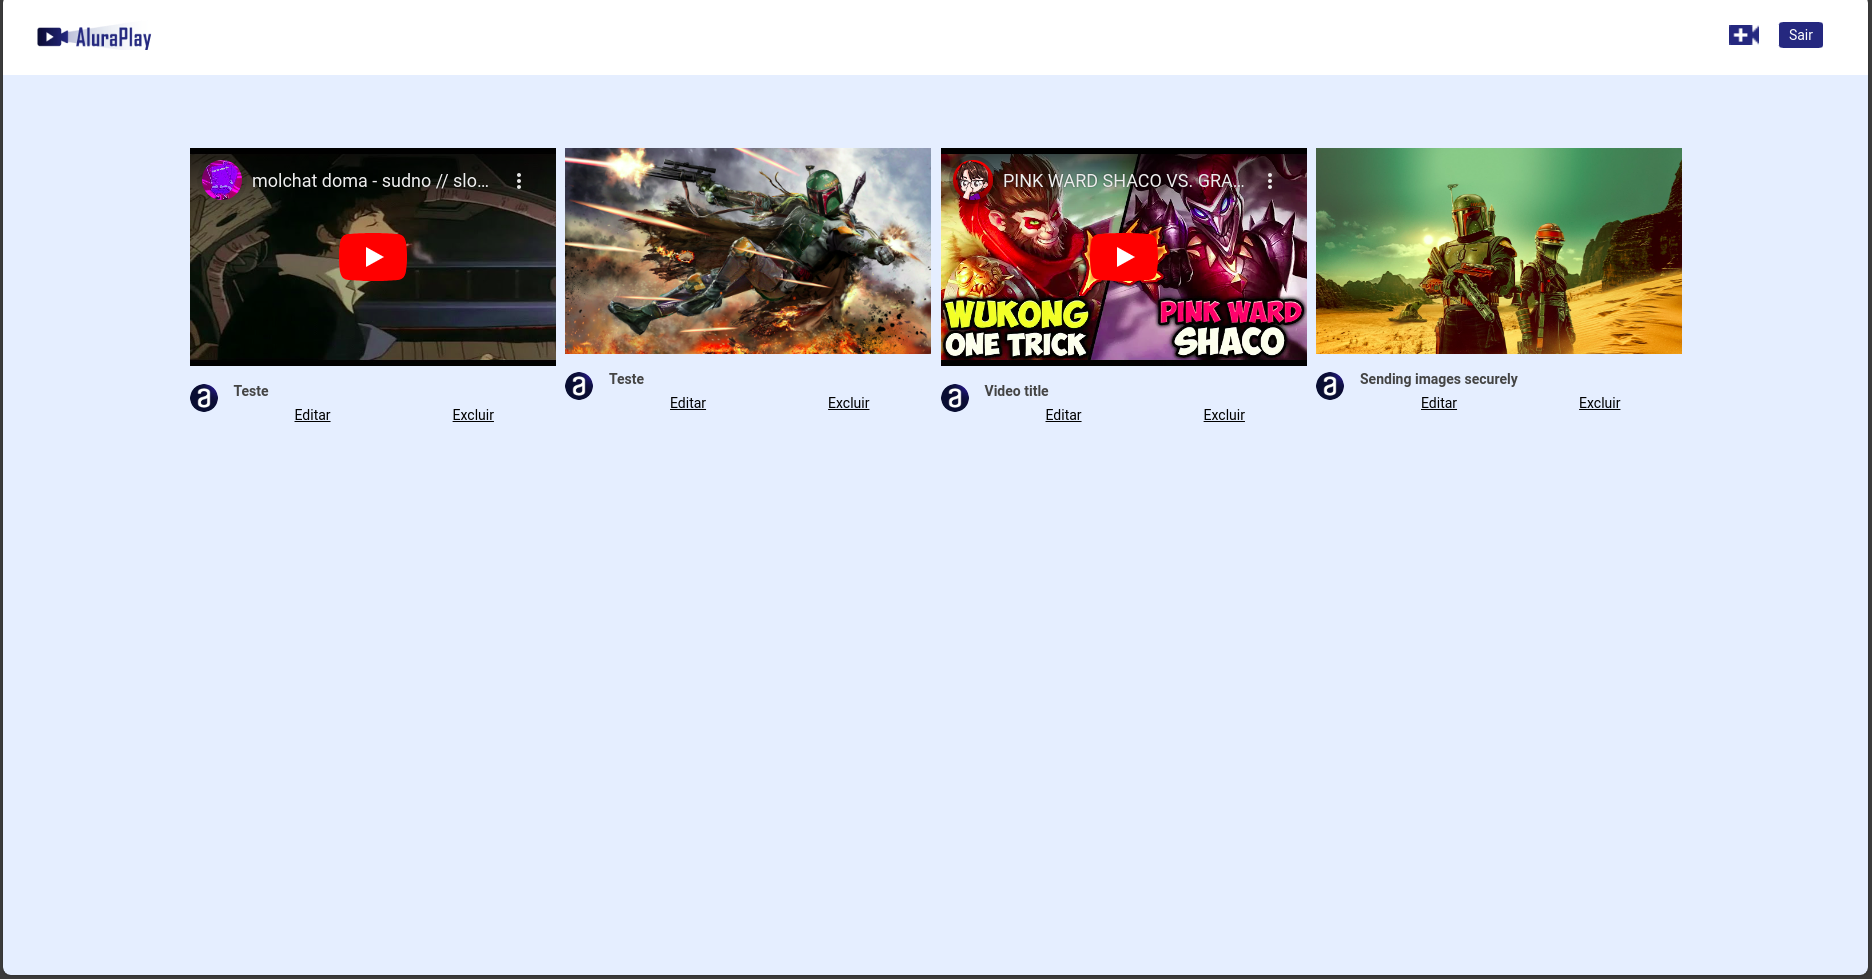 AluraPlay
Sair
molchat doma - sudno // slo...
PINK WARD SHACO VS. GRA...
WUKONG
ONE TRICK
PINK WARD
SHACO
a
Teste
Editar
Excluir
a
Teste
Editar
Excluir
a
Video title
Editar
Excluir
a
Sending images securely
Editar
Excluir